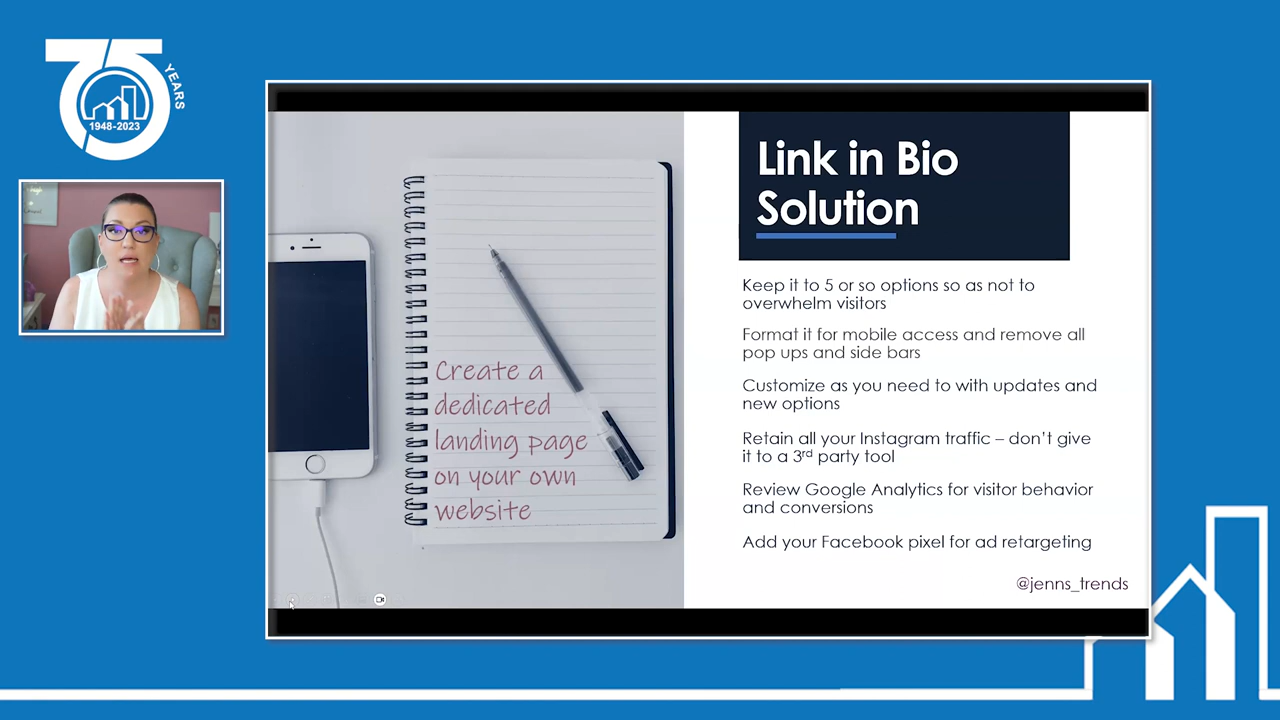 75
YEARS
1948-2023
Link in Bio
Solution
Create a
dedicated
landing page
on your own
website
Keep it to 5 or so options so as not to
overwhelm visitors
Format it for mobile access and remove all
pop ups and side bars
Customize as you need to with updates and
new options
Retain all your Instagram traffic – don’t give
it to a 3rd party tool
Review Google Analytics for visitor behavior
and conversions
Add your Facebook pixel for ad retargeting
@jenns_trends